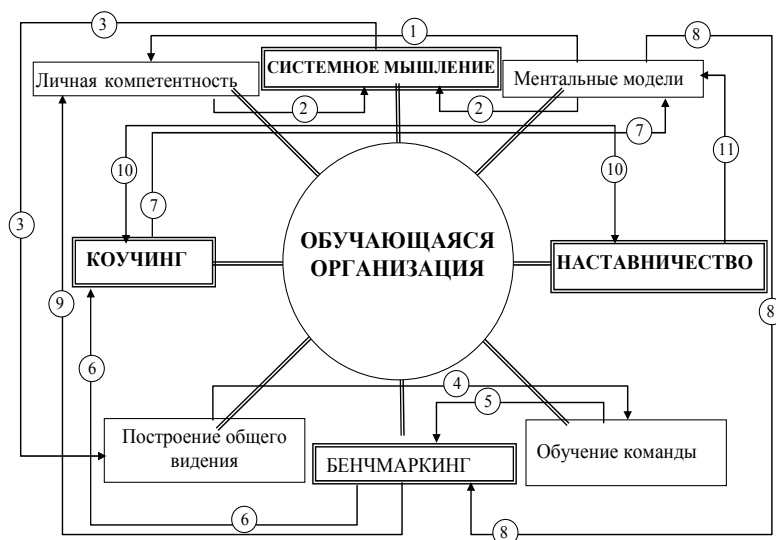 3
1
8
СИСТЕМНОЕ МЫШЛЕНИЕ
Личная компетентность
Ментальные модели
2
2
7
10
10
11
7
3
ОБУЧАЮЩАЯСЯ
ОРГАНИЗАЦИЯ
КОУЧИНГ
НАСТАВНИЧЕСТВО
9
8
6
4
5
Построение общего
видения
БЕНЧМАРКИНГ
Обучение команды
6
8